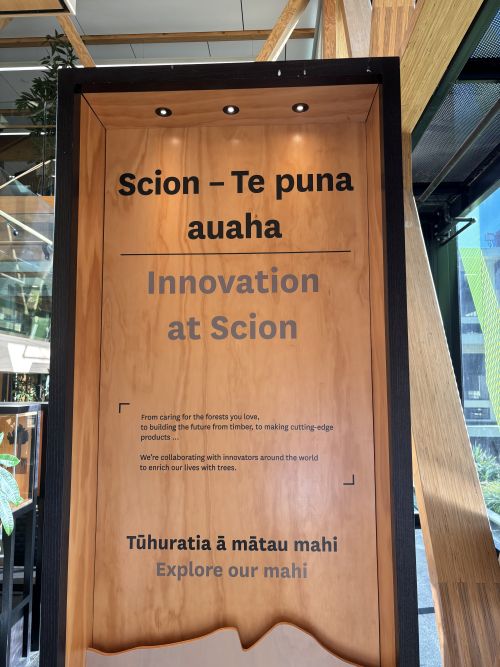 Scion – Te puna
auaha
Innovation
at Scion
From caring for the forests you love,
to building the future from timber, to making cutting-edge
products ...
We're collaborating with innovators around the world
to enrich our lives with trees.
Tūhuratia ā mātau mahi
Explore our mahi